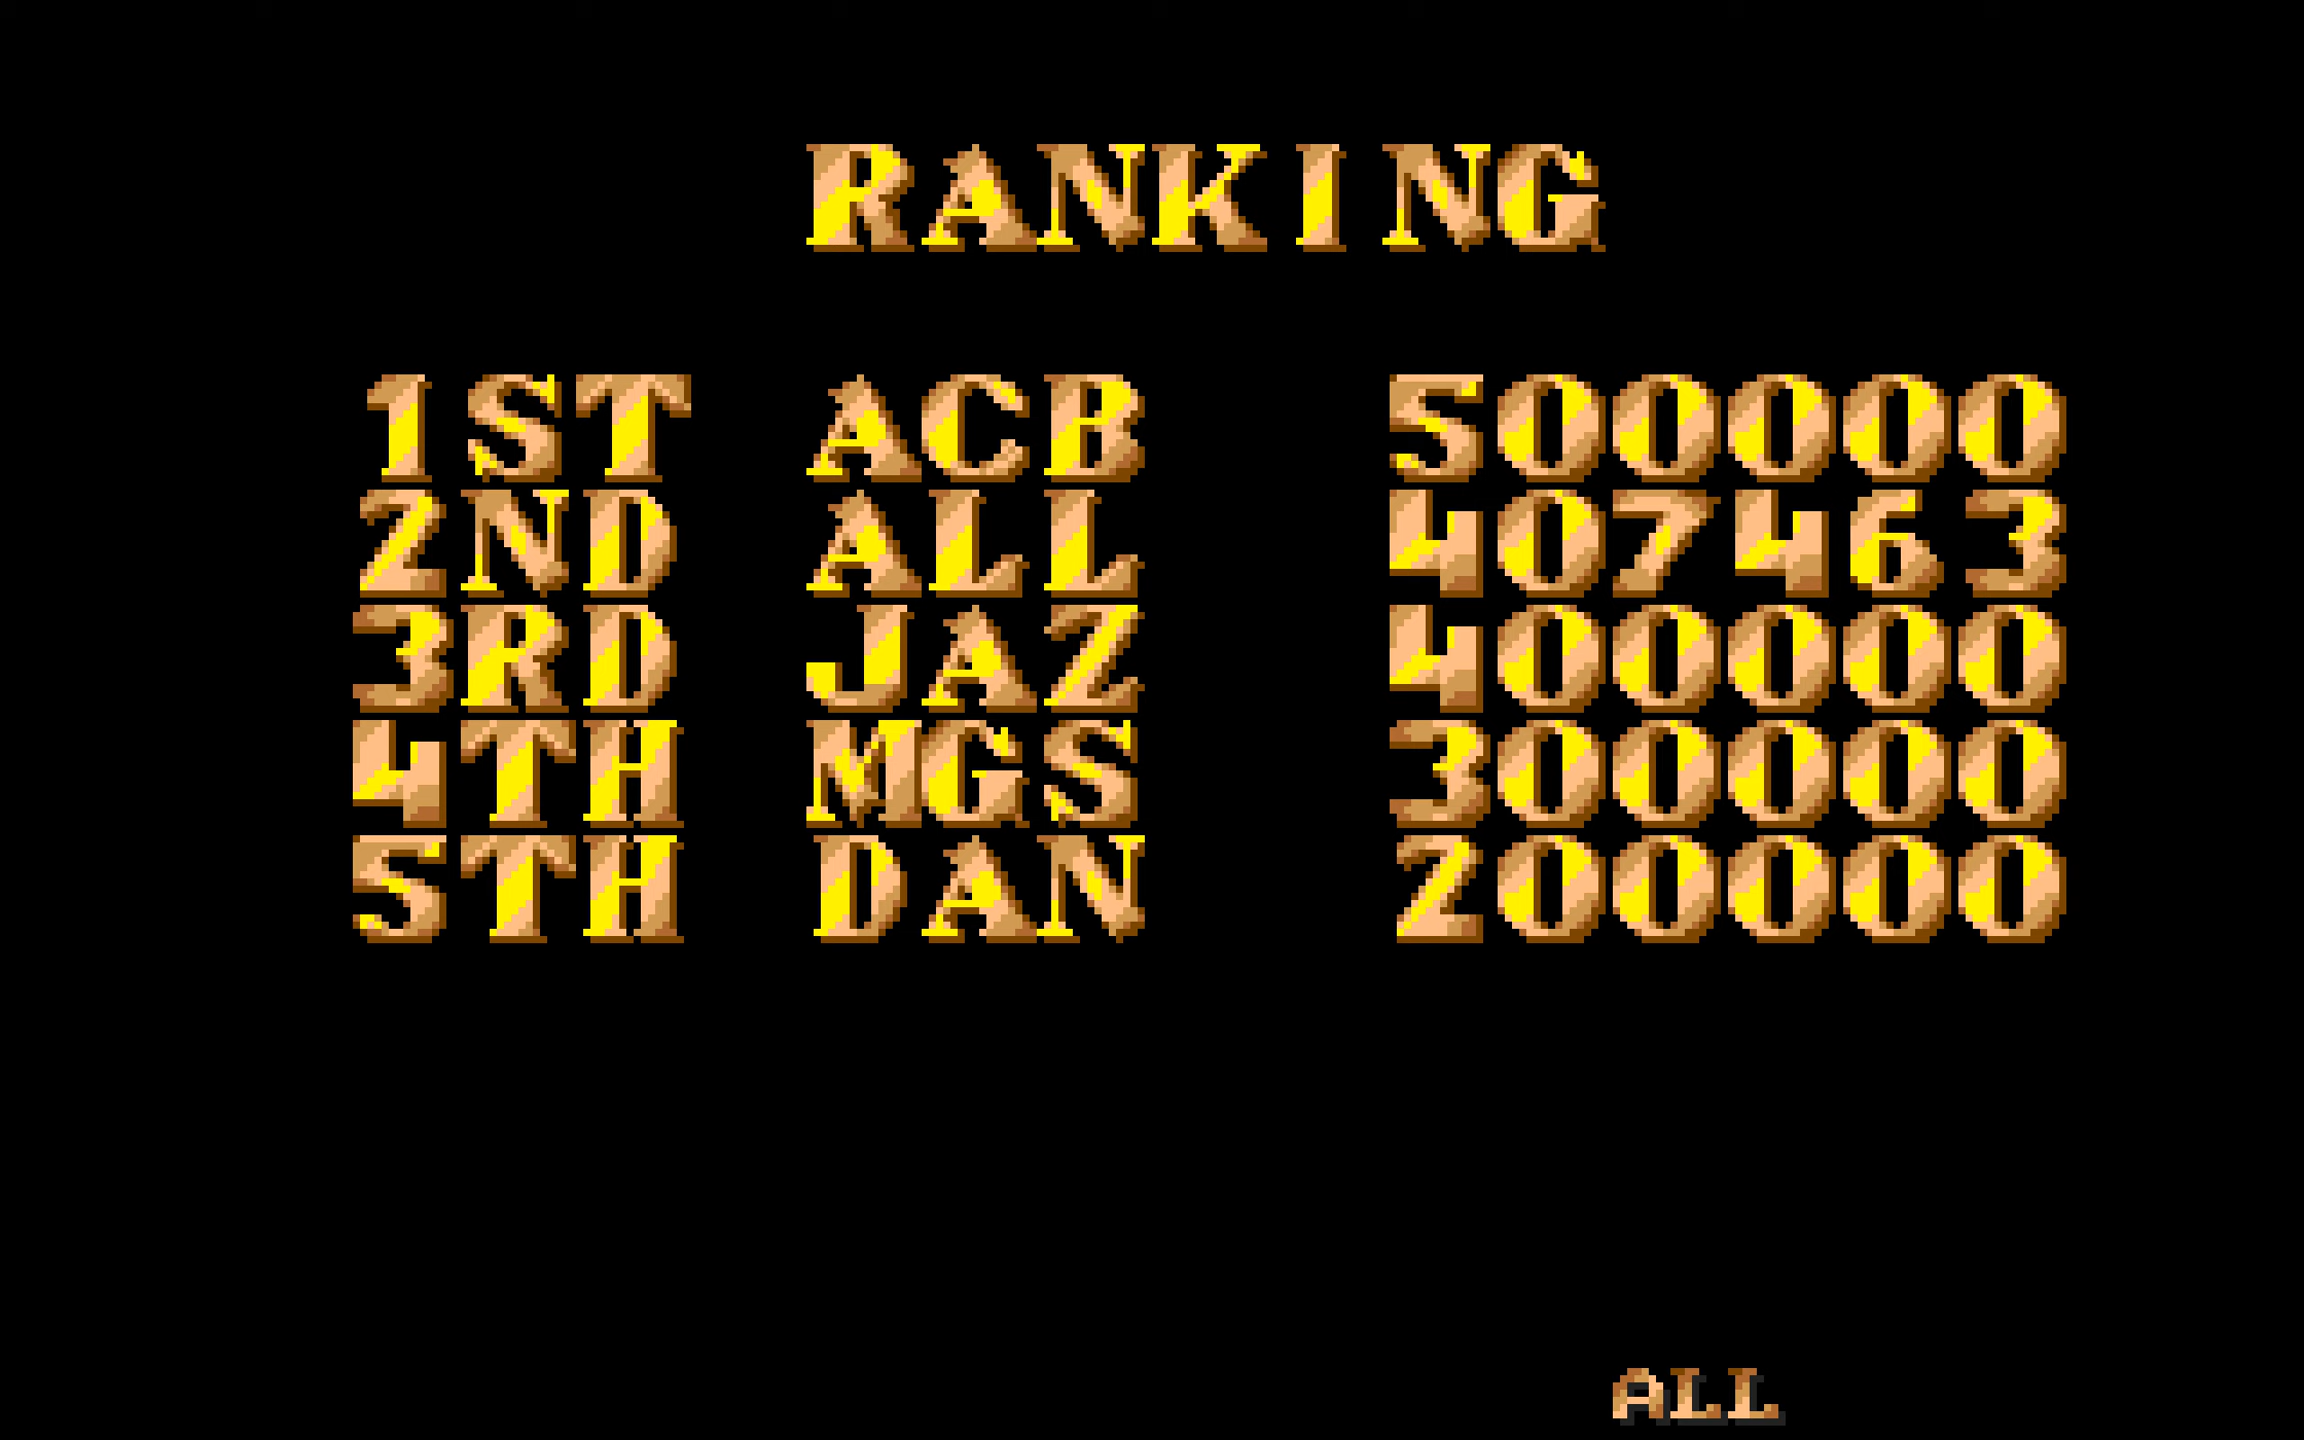 RANKING
1ST ACB 500000
2ND ALL 407463
3RD JAZ 400000
4TH MGS 300000
5TH DAN 200000
ALL